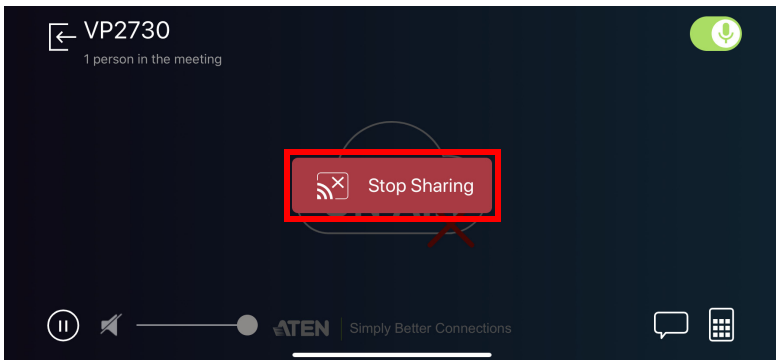 VP2730
1 person in the meeting
Stop Sharing
ATEN Simply Better Connections